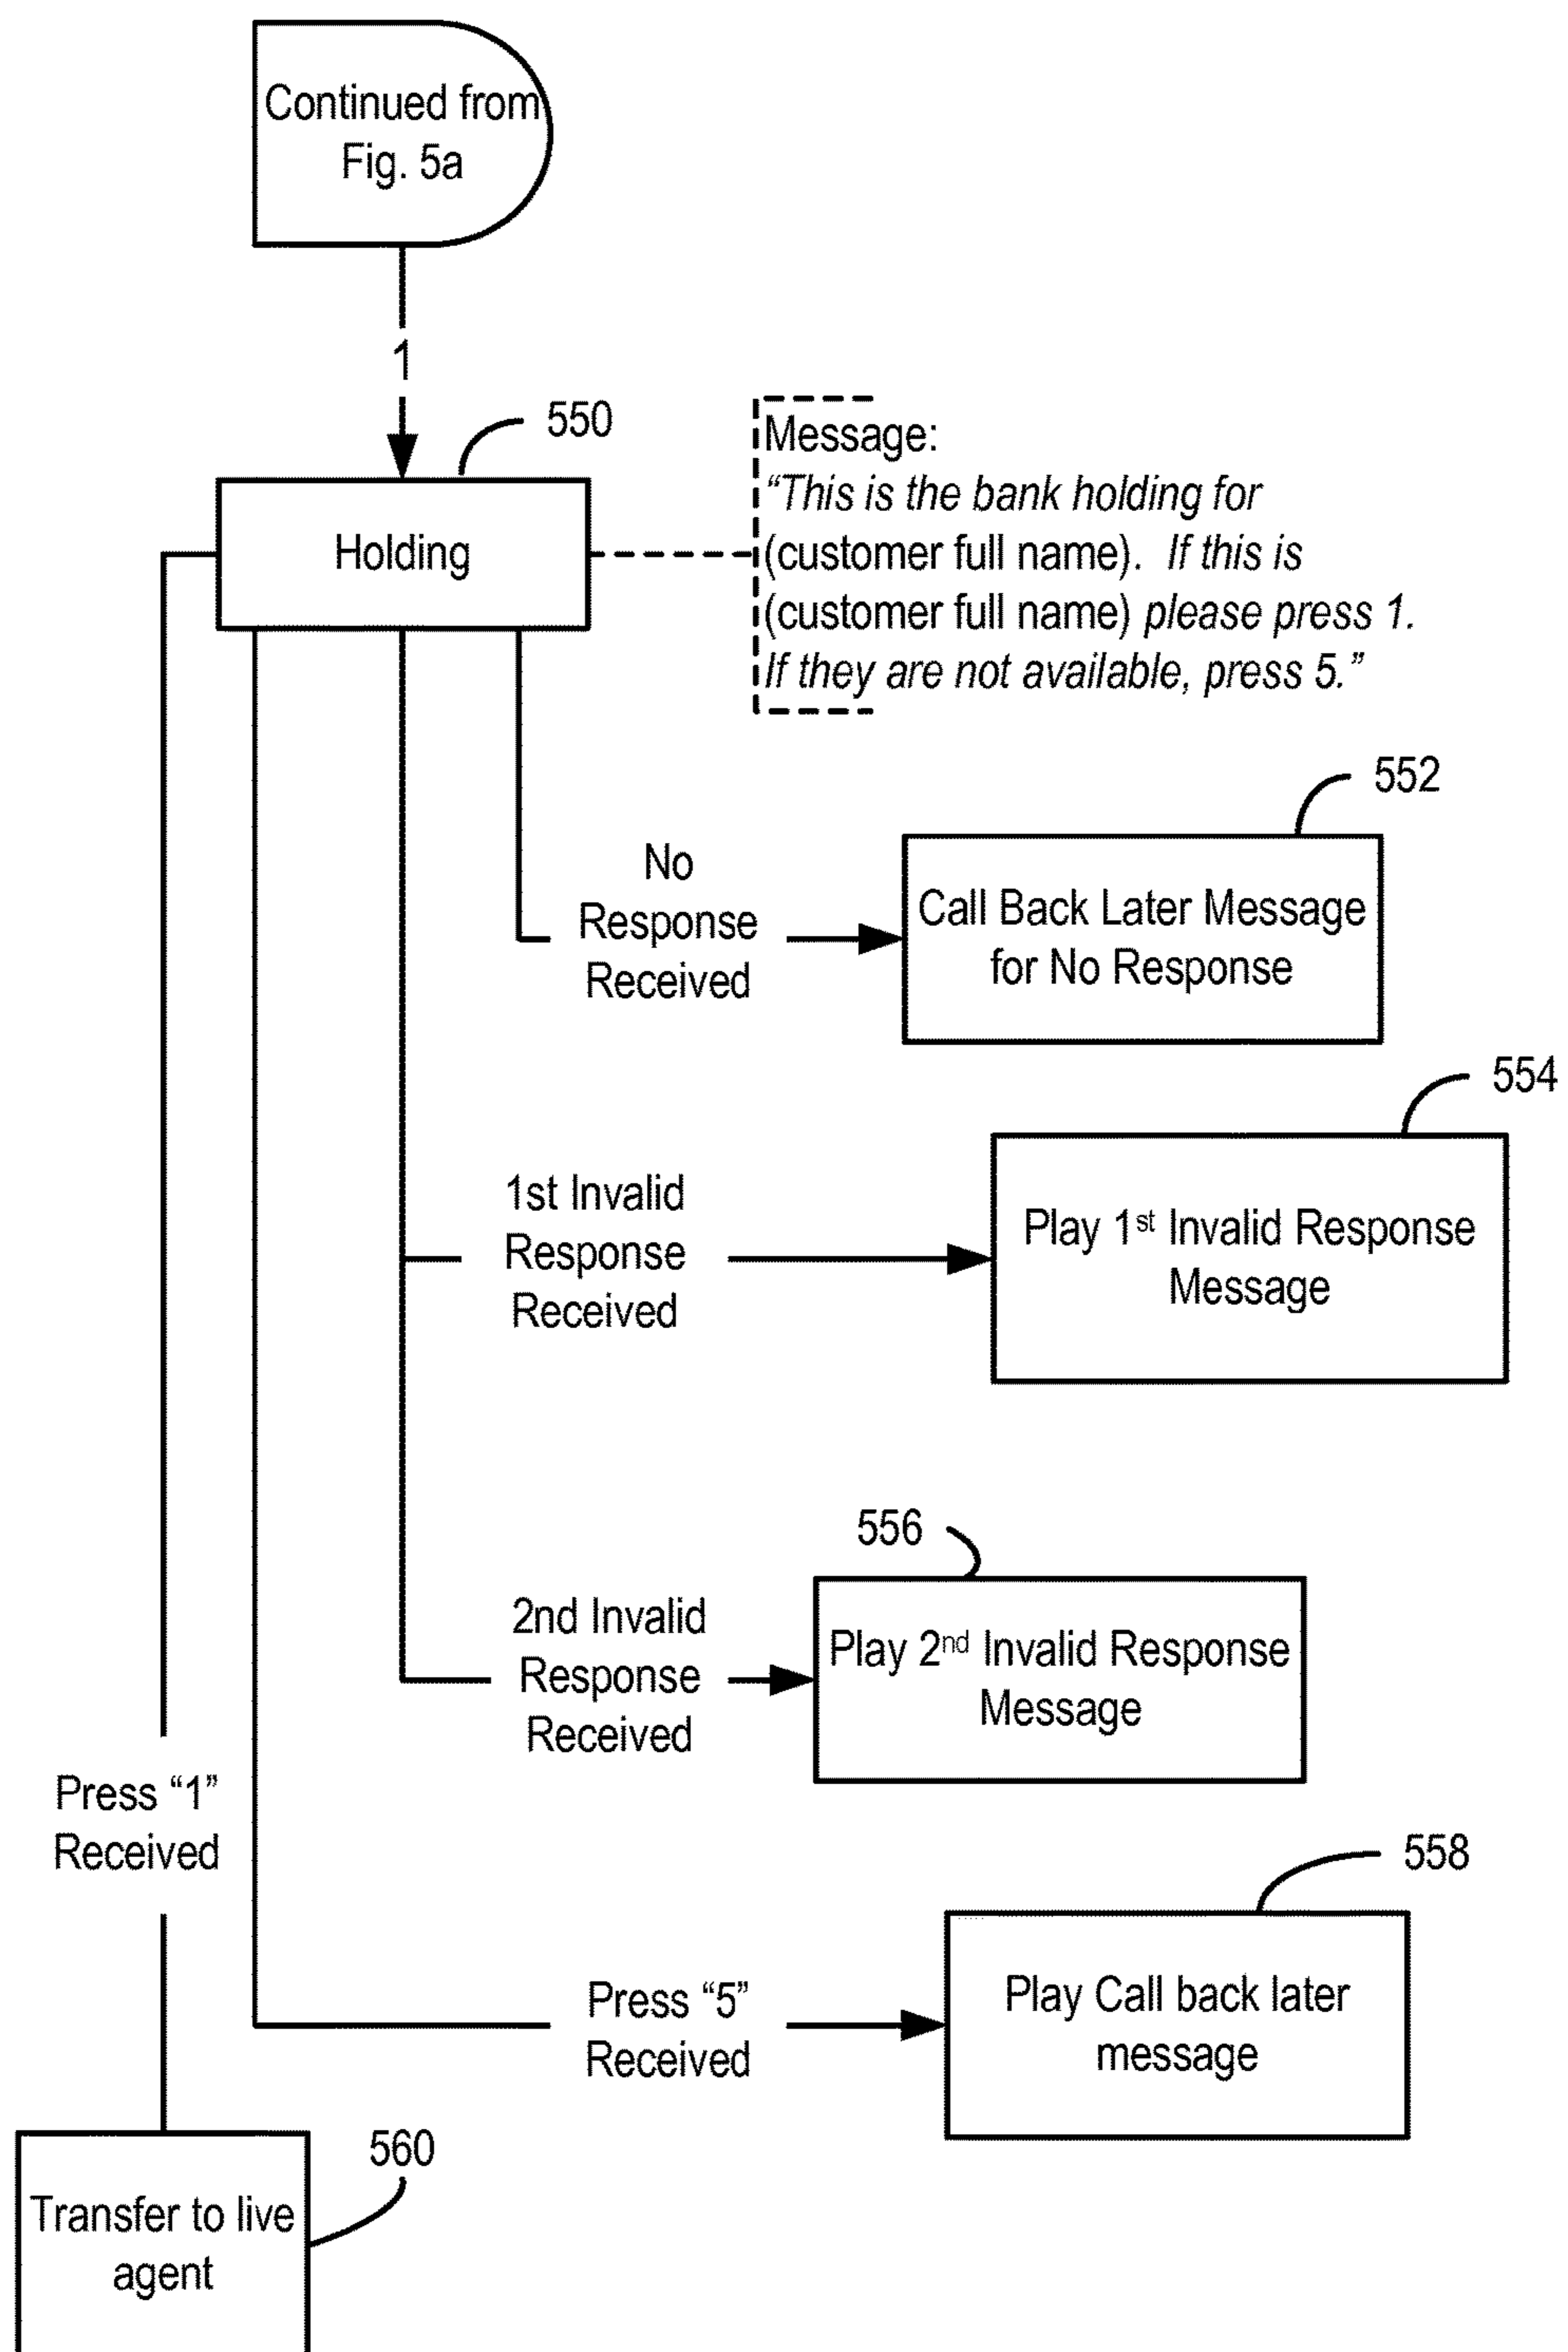 Continued from
Fig. 5a
1
550
Holding
Message:
“This is the bank holding for
(customer full name).  If this is
(customer full name) please press 1.
If they are not available, press 5.”
552
No
Response
Received
Call Back Later Message
for No Response
554
1st Invalid
Response
Received
Play 1st Invalid Response
Message
556
2nd Invalid
Response
Received
Play 2nd Invalid Response
Message
Press “1”
Received
558
Press “5”
Received
Play Call back later
message
560
Transfer to live
agent